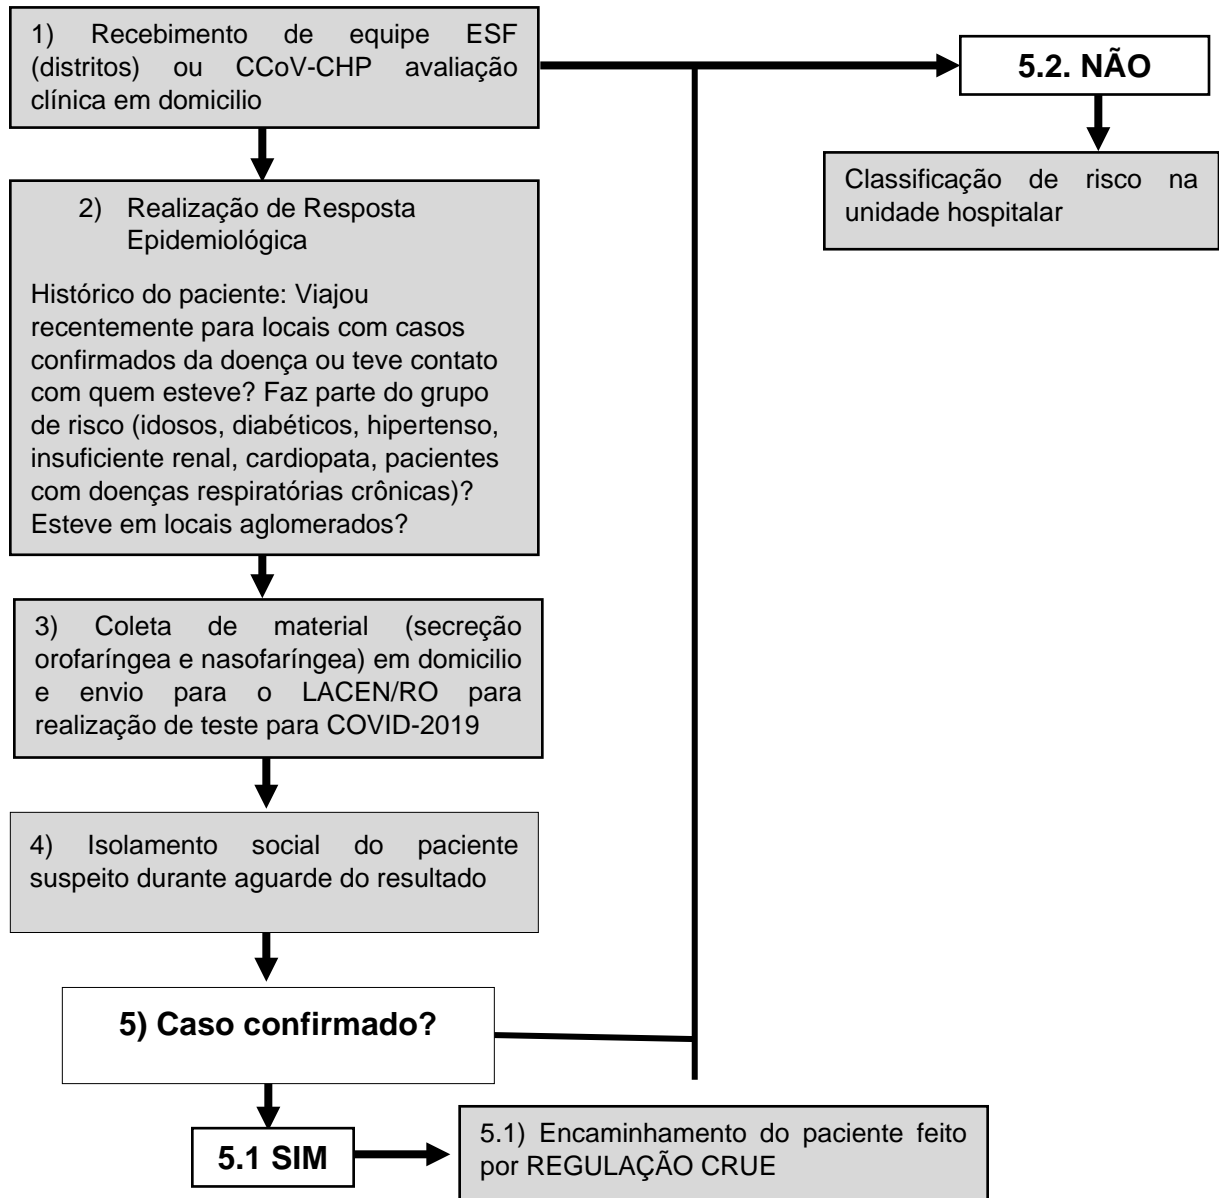 1) Recebimento de equipe ESF
(distritos) ou CCoV-CHP avaliação
clínica em domicilio
5.2. NÃO
Classificação de risco na
unidade hospitalar
2) Realização de Resposta
Epidemiológica
Histórico do paciente: Viajou
recentemente para locais com casos
confirmados da doença ou teve contato
com quem esteve? Faz parte do grupo
de risco (idosos, diabéticos, hipertenso,
insuficiente renal, cardiopata, pacientes
com doenças respiratórias crônicas)?
Esteve em locais aglomerados?
3) Coleta de material (secreção
orofaríngea e nasofaríngea) em domicilio
e envio para o LACEN/RO para
realização de teste para COVID-2019
4) Isolamento social do paciente
suspeito durante aguarde do resultado
5) Caso confirmado?
5.1 SIM
5.1) Encaminhamento do paciente feito
por REGULAÇÃO CRUE